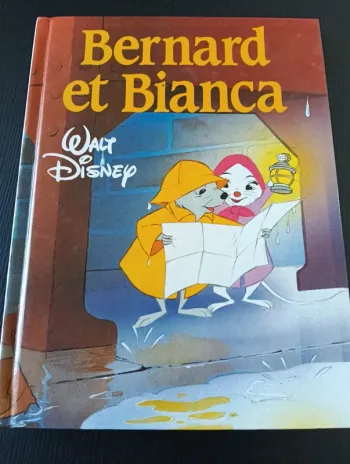 Bernard
et Bianca
WALT
DISNEY